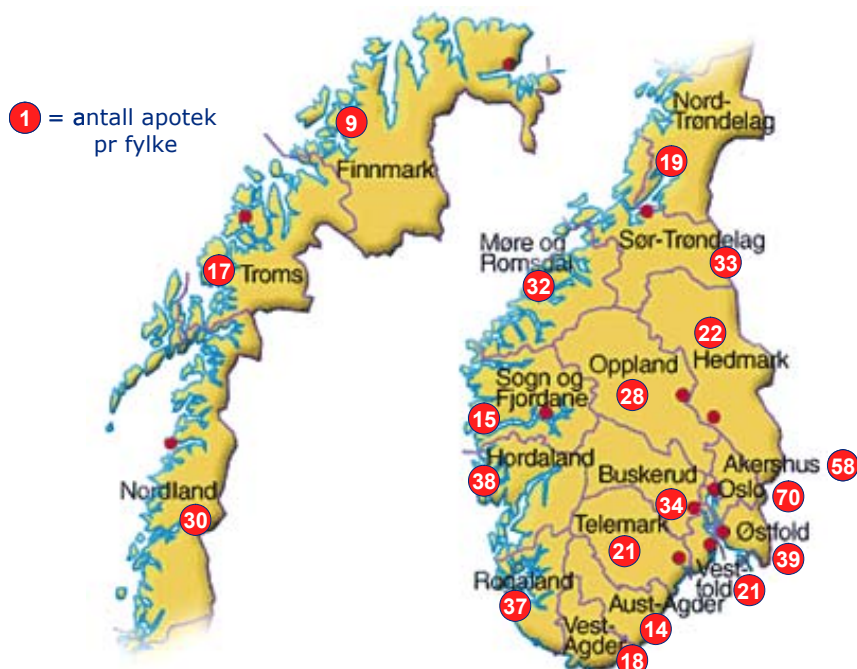 1 = antall apotek
pr fylke
9
Finnmark
17
Troms
Nordland
30
Nord-
Trøndelag
19
Sør-Trøndelag
33
Møre og
Romsdal
32
22
Hedmark
Oppland
28
Sogn og
Fjordane
15
Hordaland
38
Buskerud
34
Akershus 58
Oslo 70
Telemark
21
Østfold
39
Vest-
fold 21
Rogaland
37
Aust-Agder
14
Vest-
Agder
18